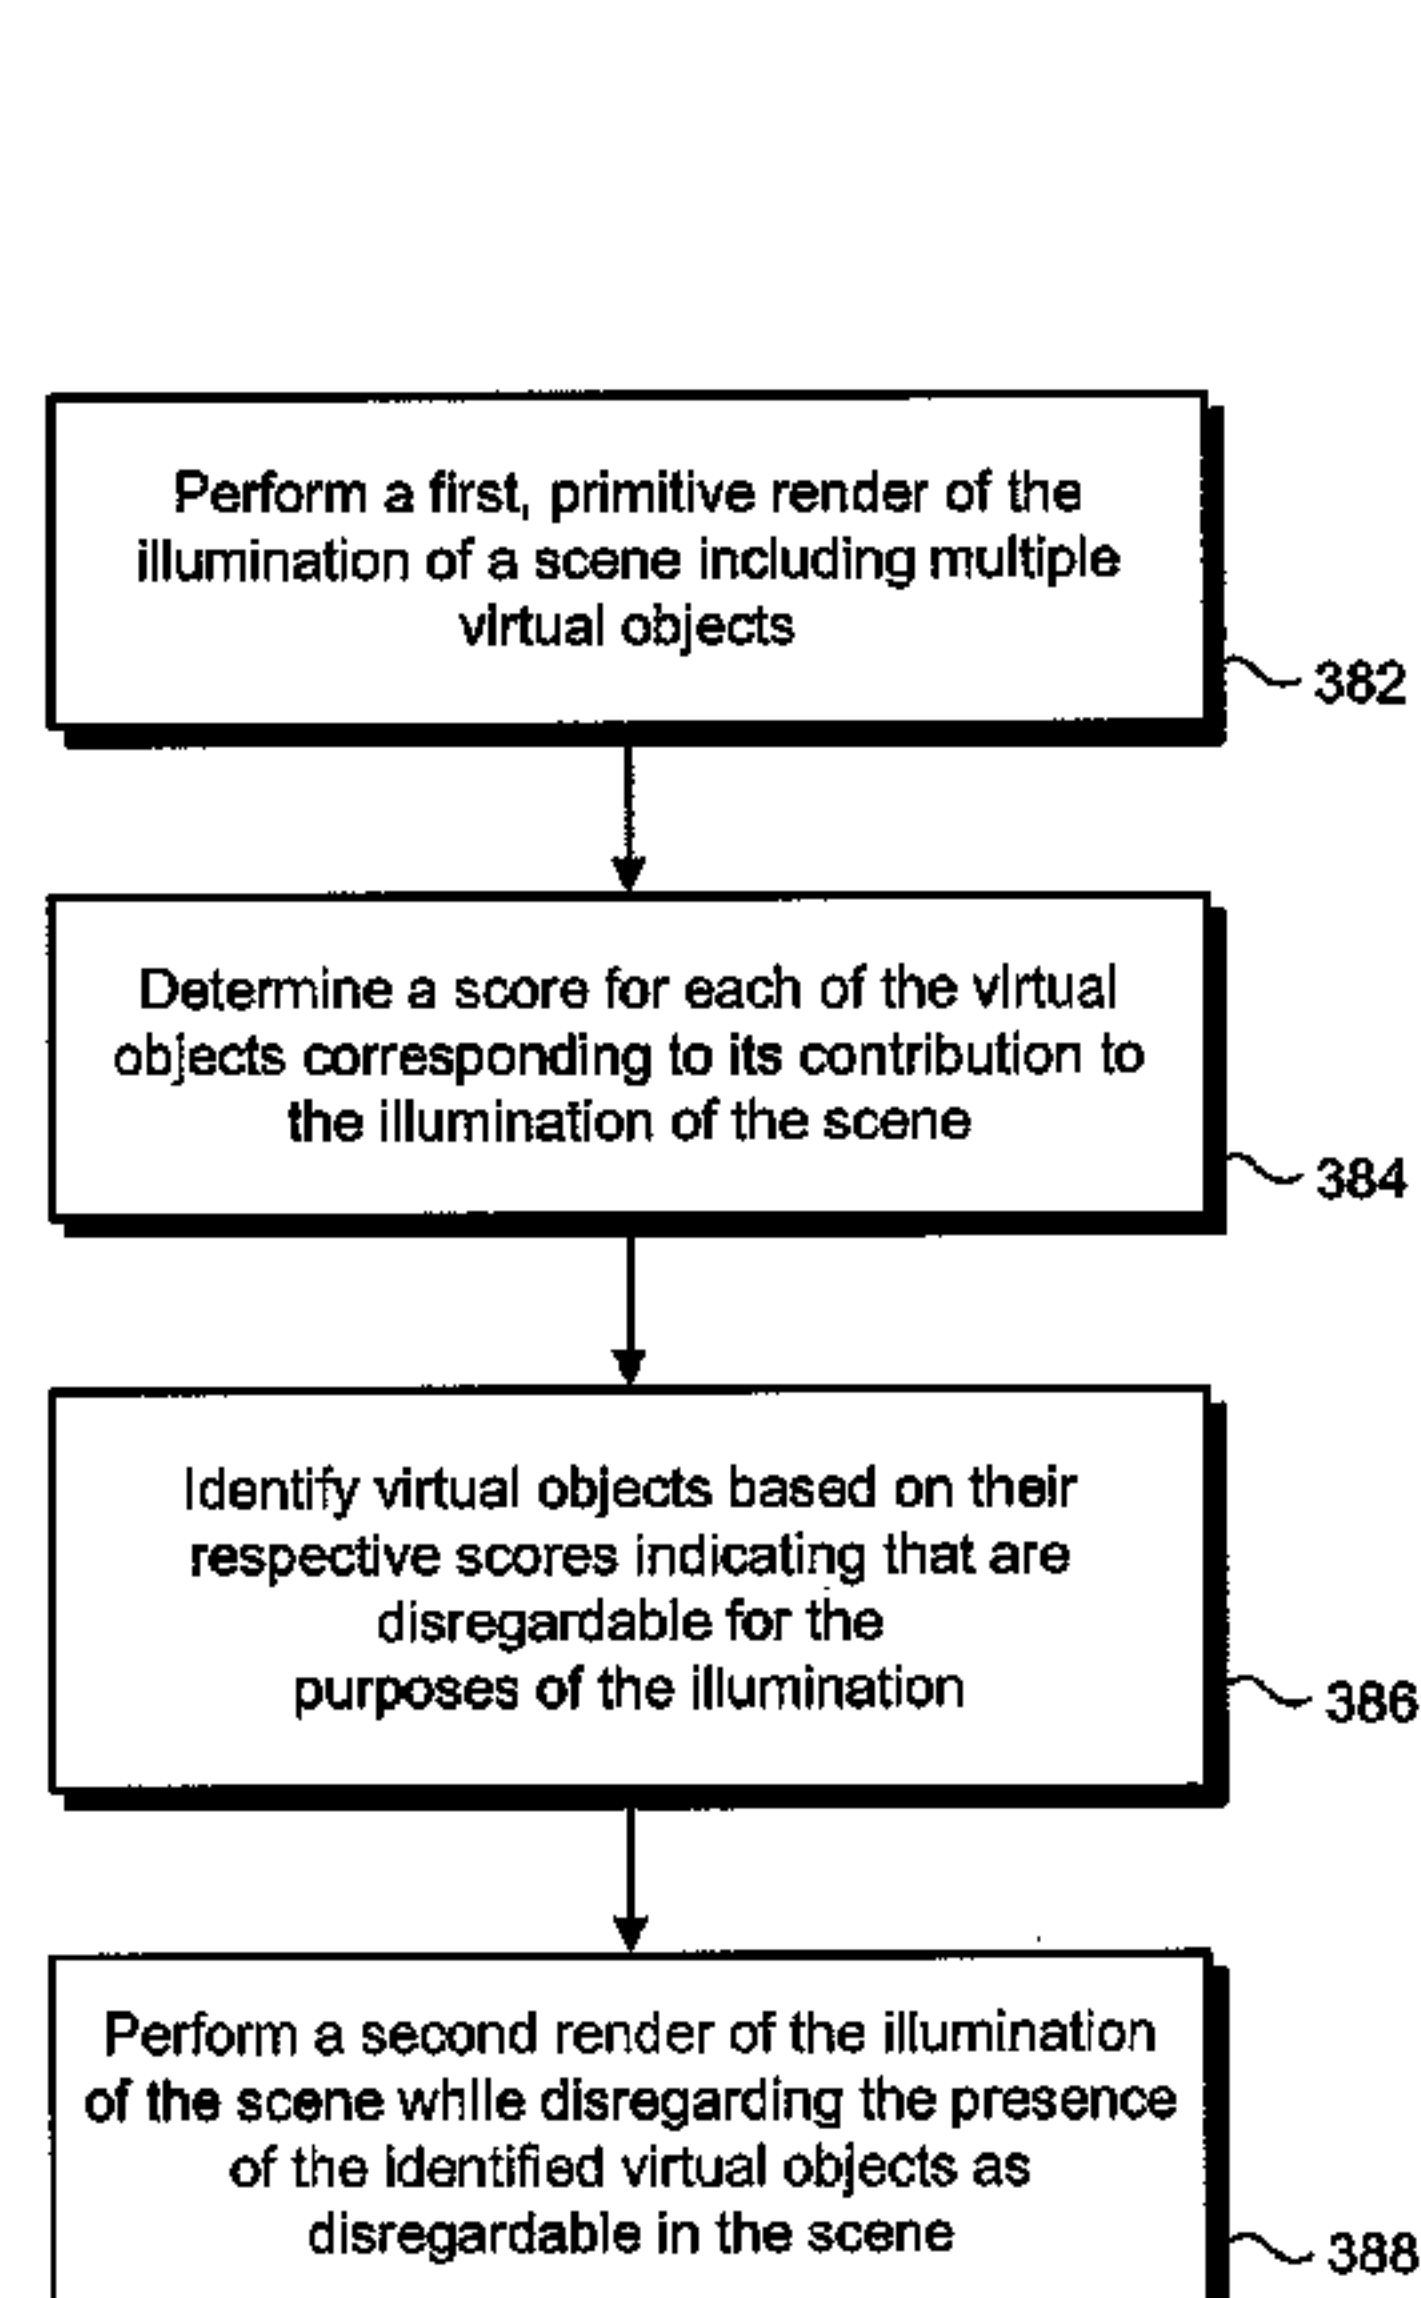 Perform a first, primitive render of the
illumination of a scene including multiple
virtual objects
382
Determine a score for each of the virtual
objects corresponding to its contribution to
the illumination of the scene
384
Identify virtual objects based on their
respective scores indicating that are
disregardable for the
purposes of the illumination
386
Perform a second render of the illumination
of the scene while disregarding the presence
of the identified virtual objects as
disregardable in the scene
388